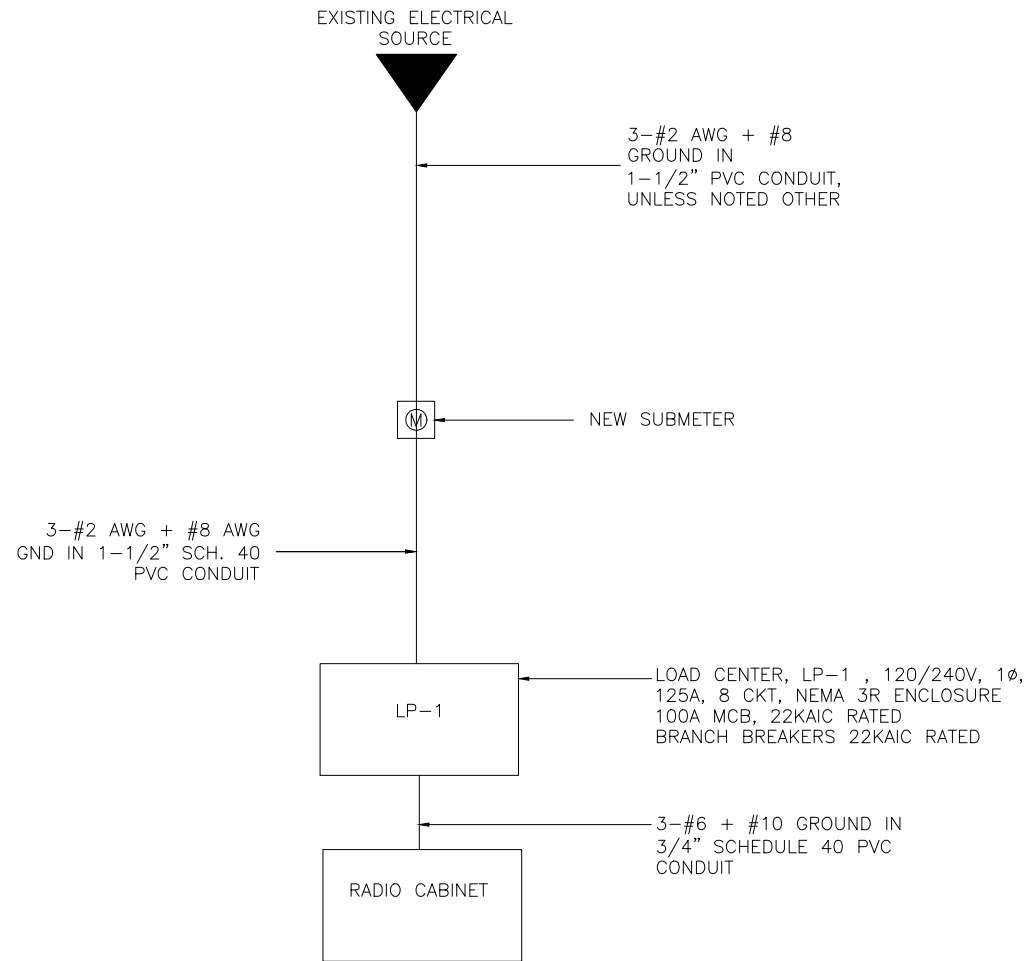 EXISTING ELECTRICAL
SOURCE
3-#2 AWG + #8
GROUND IN
1-1/2" PVC CONDUIT,
UNLESS NOTED OTHER
M
NEW SUBMETER
3-#2 AWG + #8 AWG
GND IN 1-1/2" SCH. 40
PVC CONDUIT
LP-1
LOAD CENTER, LP-1 , 120/240V, 1ø,
125A, 8 CKT, NEMA 3R ENCLOSURE
100A MCB, 22KAIC RATED
BRANCH BREAKERS 22KAIC RATED
3-#6 + #10 GROUND IN
3/4" SCHEDULE 40 PVC
CONDUIT
RADIO CABINET